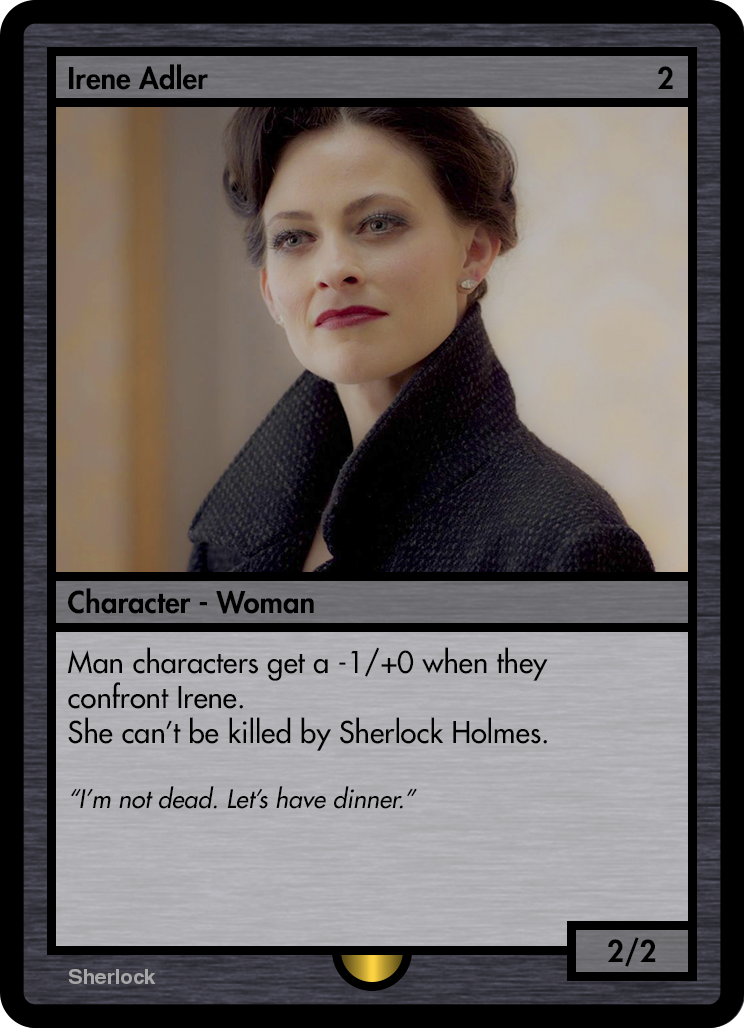 Irene Adler 2
Character - Woman
Man characters get a -1/+0 when they
confront Irene.
She can’t be killed by Sherlock Holmes.
“I’m not dead. Let’s have dinner.”
2/2
Sherlock